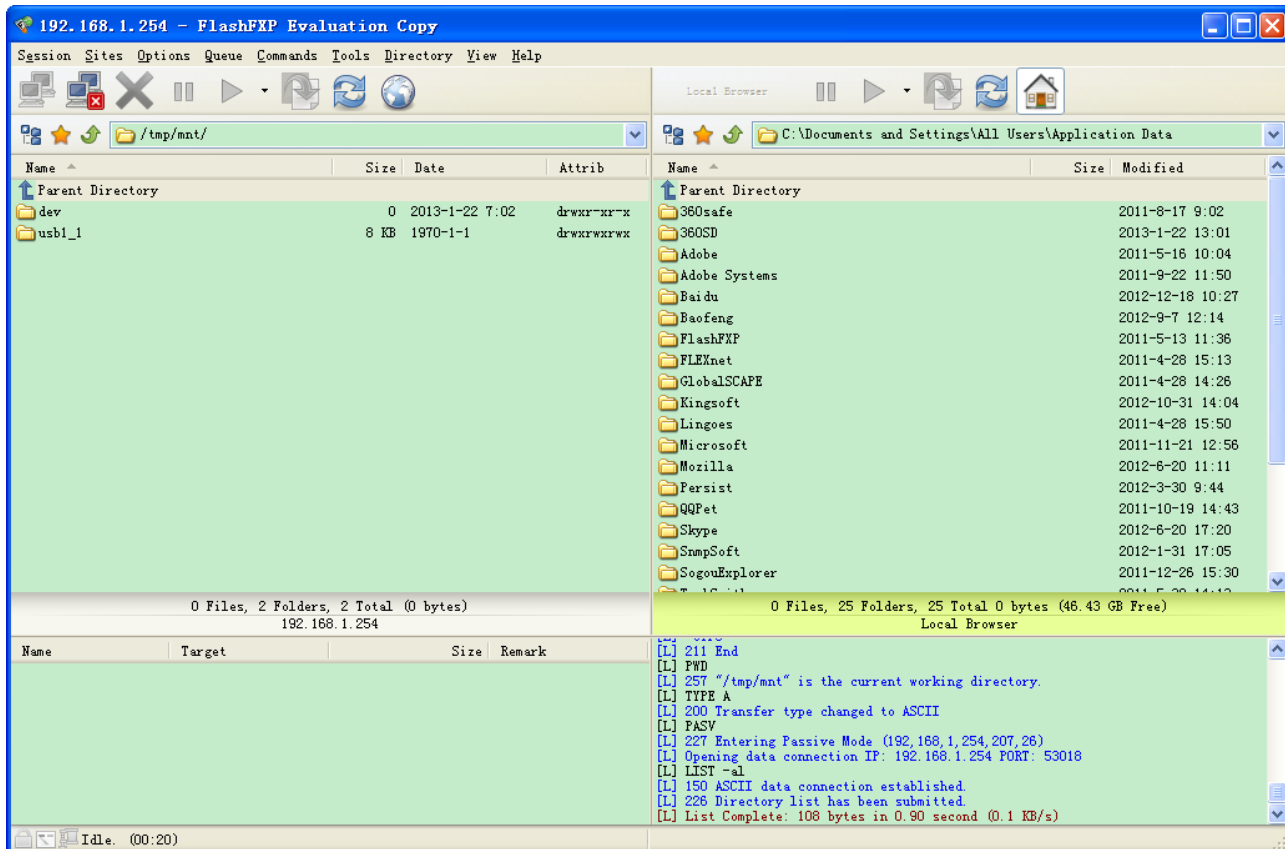 192.168.1.254 - FlashFXP Evaluation Copy
Session Sites Options Queue Commands Tools Directory View Help
Local Browser
/tmp/mnt/
C:\Documents and Settings\All Users\Application Data
Name Size Date Attrib
Parent Directory
dev 0 2013-1-22 7:02 drwxr-xr-x
usb1_1 8 KB 1970-1-1 drwxrwxrwx
0 Files, 2 Folders, 2 Total (0 bytes)
192.168.1.254
Name Size Modified
Parent Directory
360safe 2011-8-17 9:02
360SD 2013-1-22 13:01
Adobe 2011-5-16 10:04
Adobe Systems 2011-9-22 11:50
Baidu 2012-12-18 10:27
Baofeng 2012-9-7 12:14
FlashFXP 2011-5-13 11:36
FLEXnet 2011-4-28 15:13
GlobalSCAPE 2011-4-28 14:26
Kingsoft 2012-10-31 14:04
Lingoes 2011-4-28 15:50
Microsoft 2011-11-21 12:56
Mozilla 2012-6-20 11:11
Persist 2012-3-30 9:44
QQPet 2011-10-19 14:43
Skype 2012-6-20 17:20
SnmpSoft 2012-1-31 17:05
SogouExplorer 2011-12-26 15:30
0 Files, 25 Folders, 25 Total 0 bytes (46.43 GB Free)
Local Browser
Name Target Size Remark
[L] 211 End
[L] PWD
[L] 257 "/tmp/mnt" is the current working directory.
[L] TYPE A
[L] 200 Transfer type changed to ASCII
[L] PASV
[L] 227 Entering Passive Mode (192,168,1,254,207,26)
[L] Opening data connection IP: 192.168.1.254 PORT: 53018
[L] LIST -al
[L] 150 ASCII data connection established.
[L] 226 Directory list has been submitted.
[L] List Complete: 108 bytes in 0.90 second (0.1 KB/s)
Idle. (00:20)